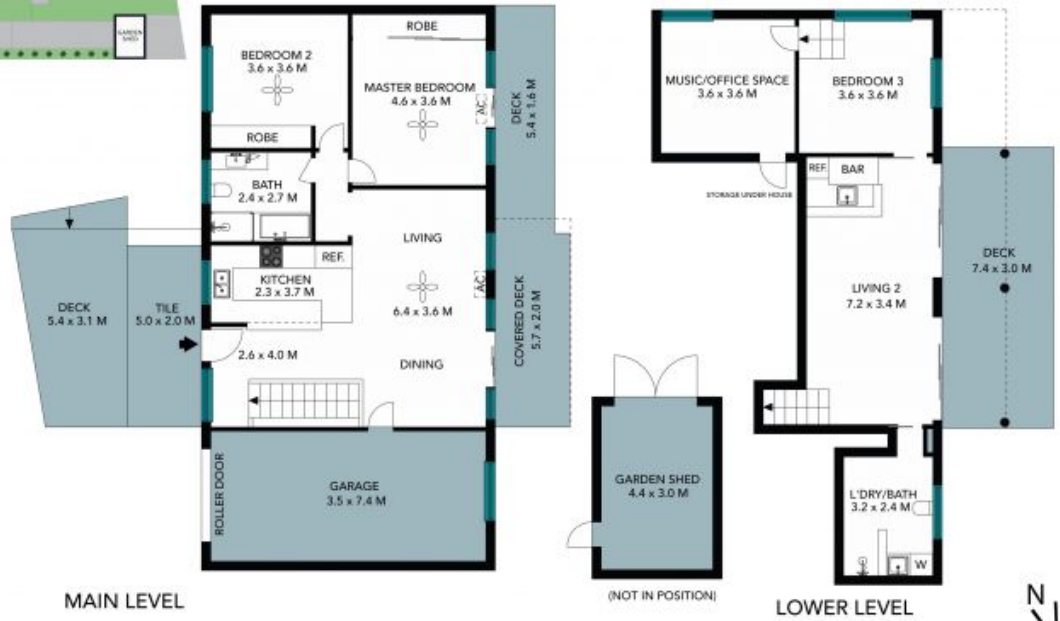 GARDEN
SHED
ROBE
BEDROOM 2
3.6 x 3.6 M
MASTER BEDROOM
4.6 x 3.6 M
AC
DECK
5.4 x 1.6 M
ROBE
BATH
2.4 x 2.7 M
LIVING
KITCHEN
2.3 x 3.7 M
REF.
6.4 x 3.6 M
AC
COVERED DECK
5.7 x 2.0 M
DECK
5.4 x 3.1 M
TILE
5.0 x 2.0 M
2.6 x 4.0 M
DINING
ROLLER DOOR
GARAGE
3.5 x 7.4 M
MAIN LEVEL
MUSIC/OFFICE SPACE
3.6 x 3.6 M
BEDROOM 3
3.6 x 3.6 M
STORAGE UNDER HOUSE
REF.
BAR
DECK
7.4 x 3.0 M
LIVING 2
7.2 x 3.4 M
GARDEN SHED
4.4 x 3.0 M
(NOT IN POSITION)
L'DRY/BATH
3.2 x 2.4 M
W
LOWER LEVEL
N